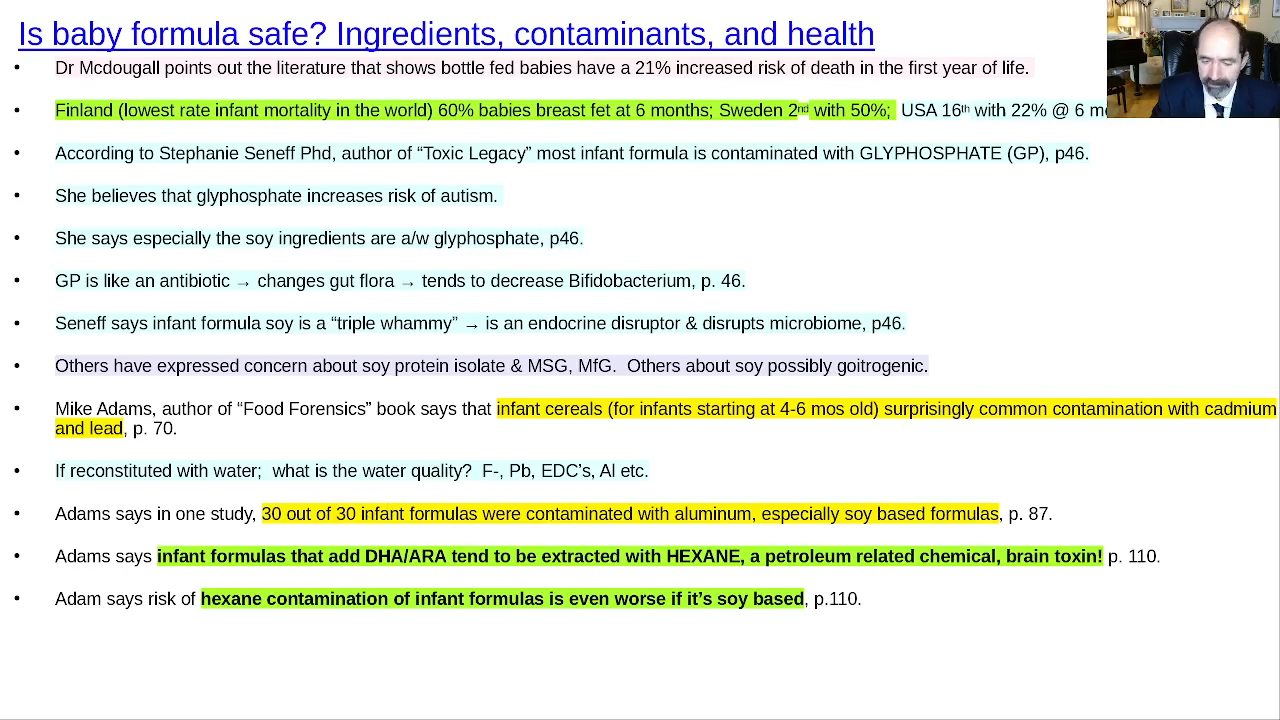 Is baby formula safe? Ingredients, contaminants, and health
• Dr Mcdougall points out the literature that shows bottle fed babies have a 21% increased risk of death in the first year of life.
• Finland (lowest rate infant mortality in the world) 60% babies breast fet at 6 months; Sweden 2nd with 50%; USA 16th with 22% @ 6
• According to Stephanie Seneff Phd, author of “Toxic Legacy” most infant formula is contaminated with GLYPHOSPHATE (GP), p46.
• She believes that glyphosphate increases risk of autism.
• She says especially the soy ingredients are a/w glyphosphate, p46.
• GP is like an antibiotic → changes gut flora → tends to decrease Bifidobacterium, p. 46.
• Seneff says infant formula soy is a “triple whammy” → is an endocrine disruptor & disrupts microbiome, p46.
• Others have expressed concern about soy protein isolate & MSG, MfG. Others about soy possibly goitrogenic.
• Mike Adams, author of “Food Forensics” book says that infant cereals (for infants starting at 4-6 mos old) surprisingly common contamination with cadmium
and lead, p. 70.
• If reconstituted with water; what is the water quality? F-, Pb, EDC’s, Al etc.
• Adams says in one study, 30 out of 30 infant formulas were contaminated with aluminum, especially soy based formulas, p. 87.
• Adams says infant formulas that add DHA/ARA tend to be extracted with HEXANE, a petroleum related chemical, brain toxin! p. 110.
• Adam says risk of hexane contamination of infant formulas is even worse if it’s soy based, p.110.